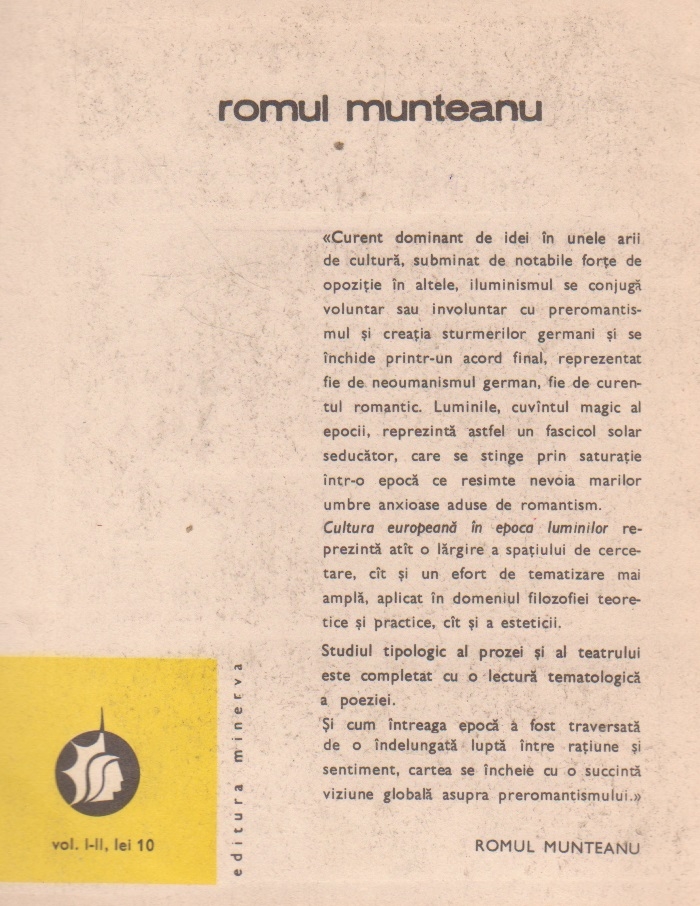 romul munteanu
«Curent dominant de idei în unele arii
de cultură, subminat de notabile forțe de
opoziție în altele, iluminismul se conjugă
voluntar sau involuntar cu preromantis-
mul și creația sturmerilor germani și se
închide printr-un acord final, reprezentat
fie de neoumanismul german, fie de curen-
tul romantic. Luminile, cuvîntul magic al
epocii, reprezintă astfel un fascicol solar
seducător, care se stinge prin saturație
într-o epocă ce resimte nevoia marilor
umbre anxioase aduse de romantism.
Cultura europeană în epoca luminilor re-
prezintă atît o lărgire a spațiului de cerce-
tare, cît și un efort de tematizare mai
amplă, aplicat în domeniul filozofiei teore-
tice și practice, cît și a esteticii.
Studiul tipologic al prozei și al teatrului
este completat cu o lectură tematologică
a poeziei.
Și cum întreaga epocă a fost traversată
de o îndelungată luptă între rațiune și
sentiment, cartea se încheie cu o succintă
viziune globală asupra preromantismului.»
ROMUL MUNTEANU
editura minerva
vol. I-II, lei 10